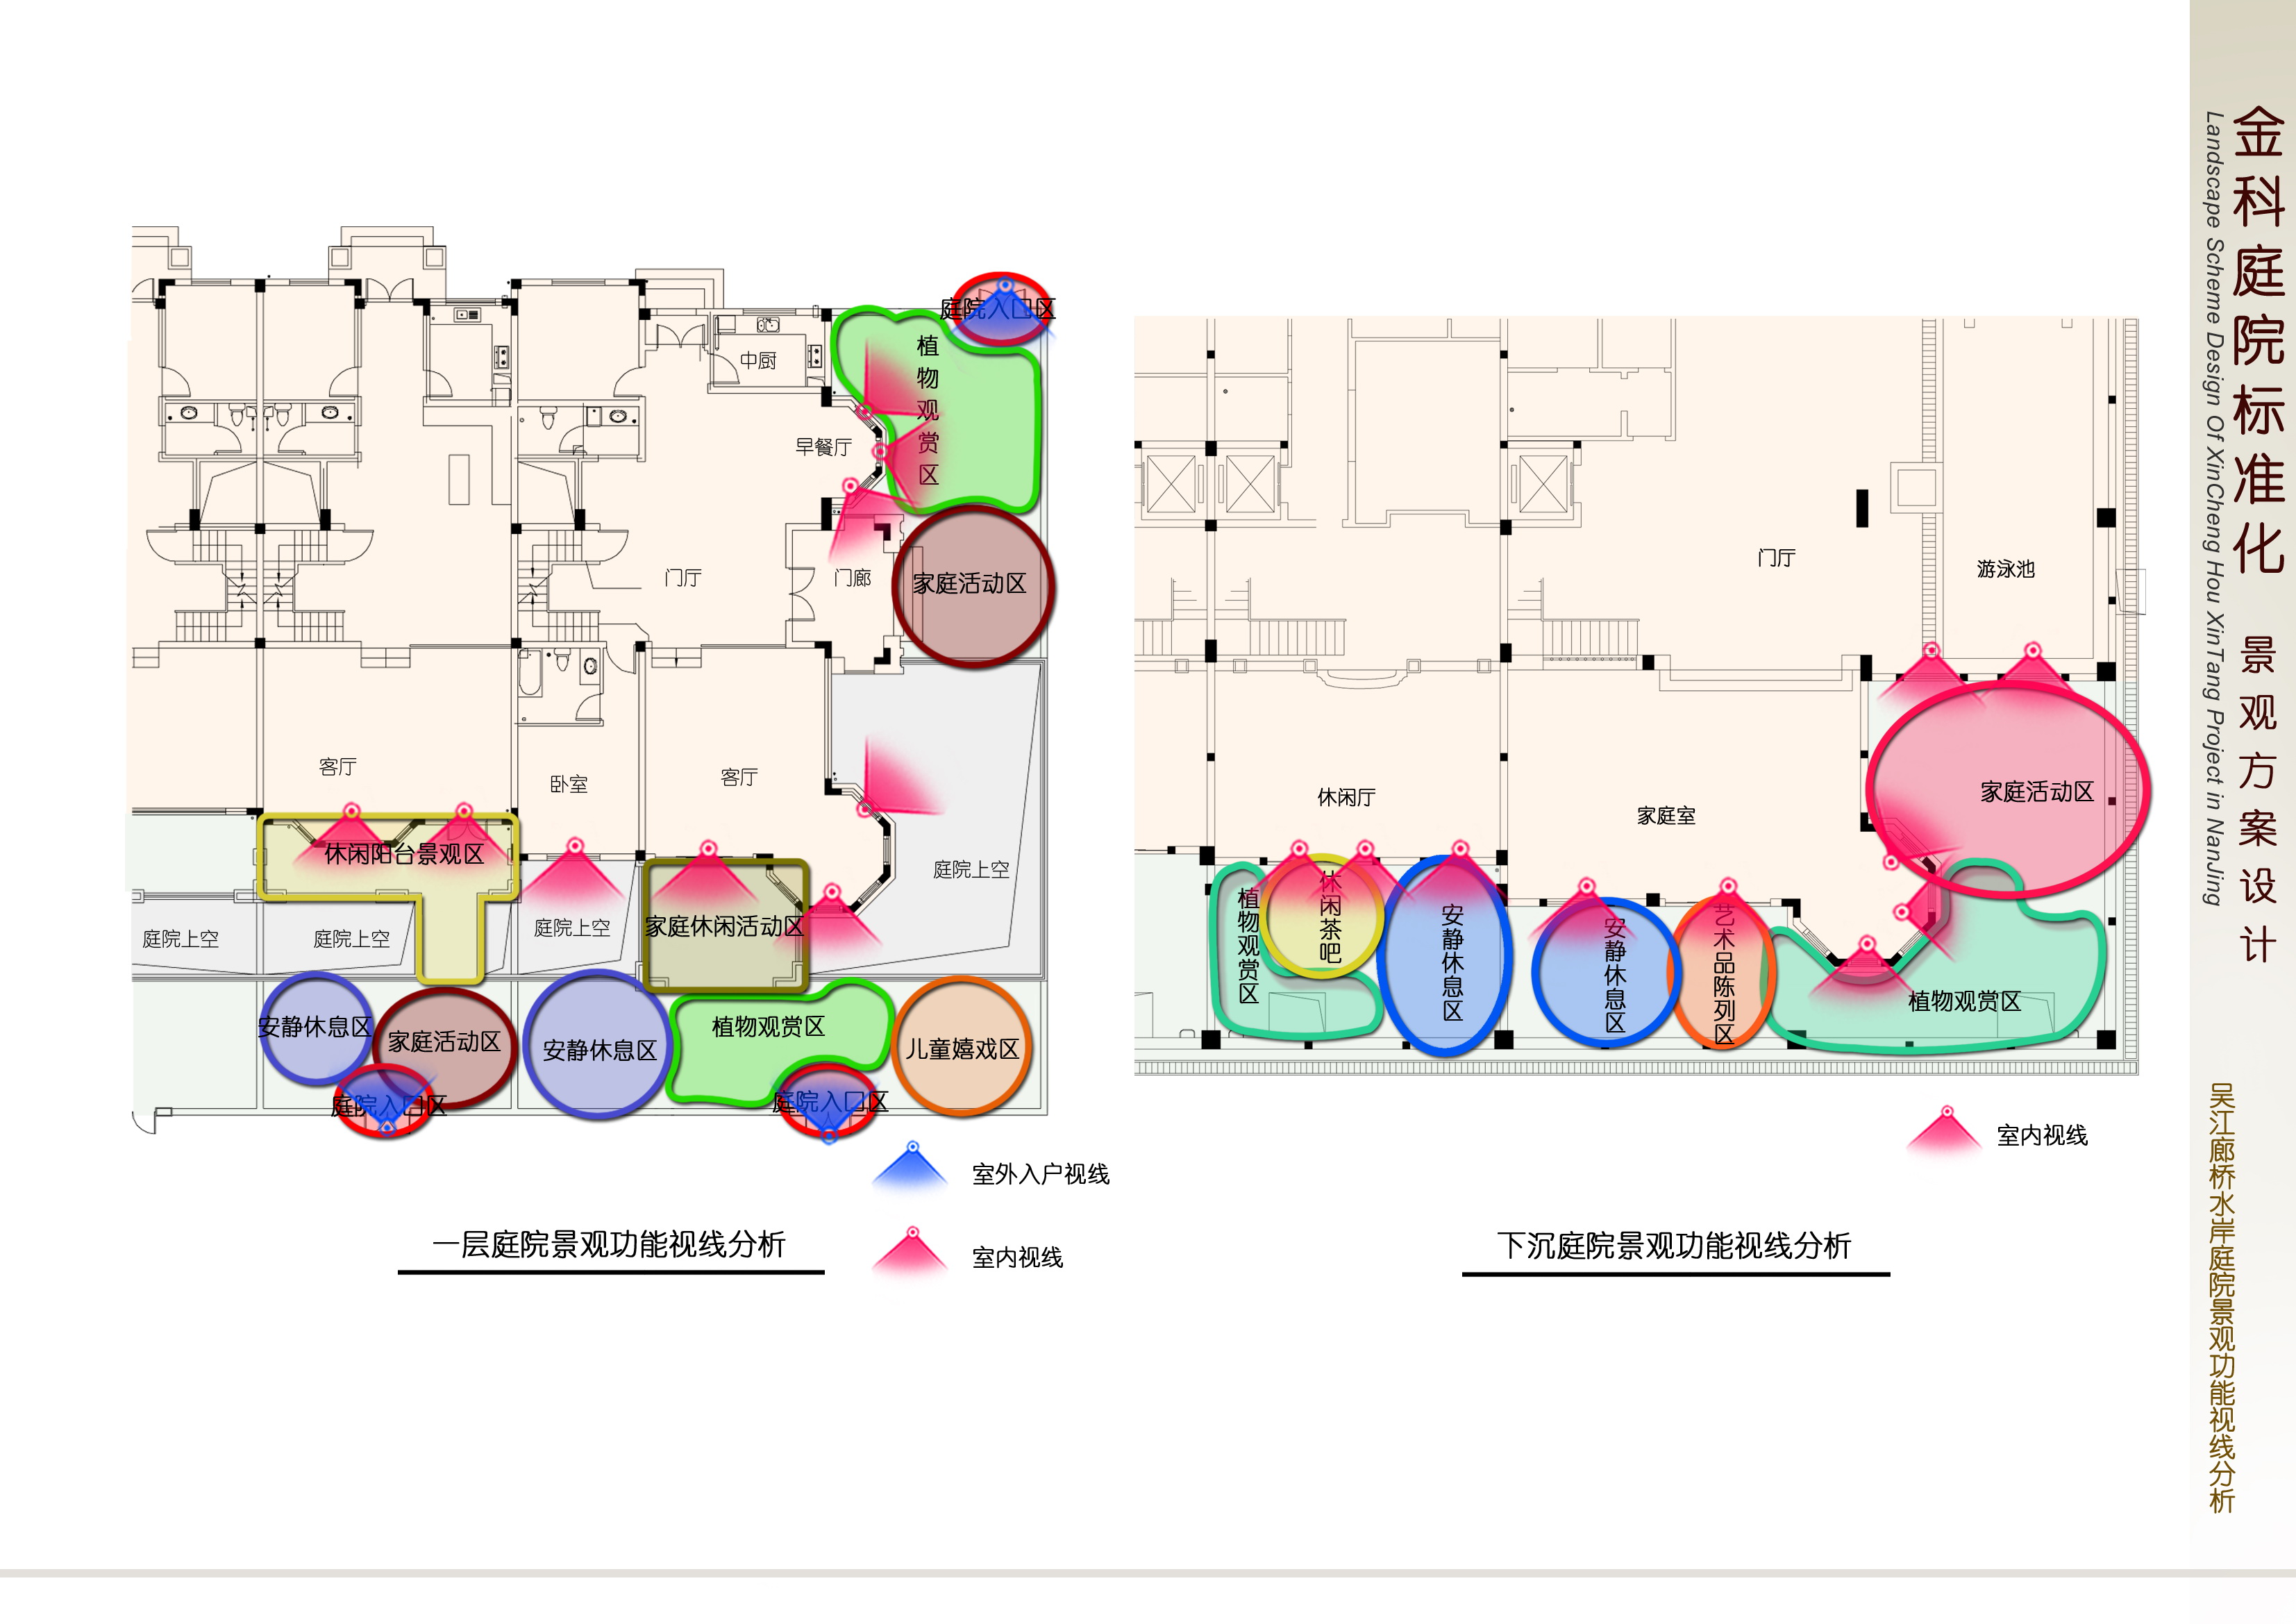 庭院入口区
植物观赏区
中厨
早餐厅
门厅
门廊
家庭活动区
客厅
卧室
客厅
休闲阳台景观区
庭院上空
庭院上空
庭院上空
庭院上空
家庭休闲活动区
庭院上空
安静休息区
家庭活动区
安静休息区
植物观赏区
儿童嬉戏区
庭院入口区
庭院入口区
室外入户视线
室内视线
一层庭院景观功能视线分析
门厅
游泳池
休闲厅
家庭室
家庭活动区
植物观赏区
休闲茶吧
安静休息区
安静休息区
艺术品陈列区
植物观赏区
室内视线
下沉庭院景观功能视线分析
金科庭院标准化 景观方案设计
Landscape Scheme Design Of XinCheng Hou XinTang Project in NanJing
吴江廊桥水岸庭院景观功能视线分析